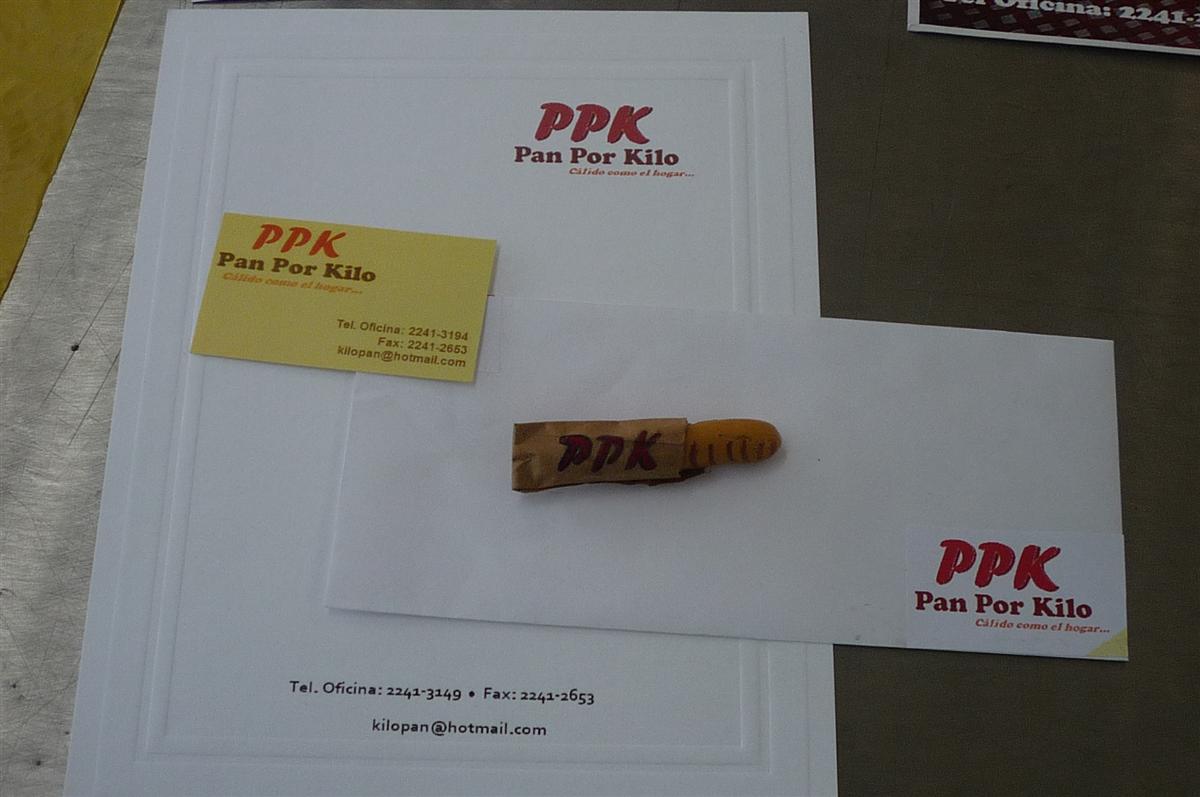 Tel Oficina: 2241-
PPK
Pan Por Kilo
Cálido como el hogar...
PPK
Pan Por Kilo
Cálido como el hogar...
Tel. Oficina: 2241-3194
Fax: 2241-2653
kilopan@hotmail.com
PPK
PPK
Pan Por Kilo
Cálido como el hogar...
Tel. Oficina: 2241-3149 • Fax: 2241-2653
kilopan@hotmail.com